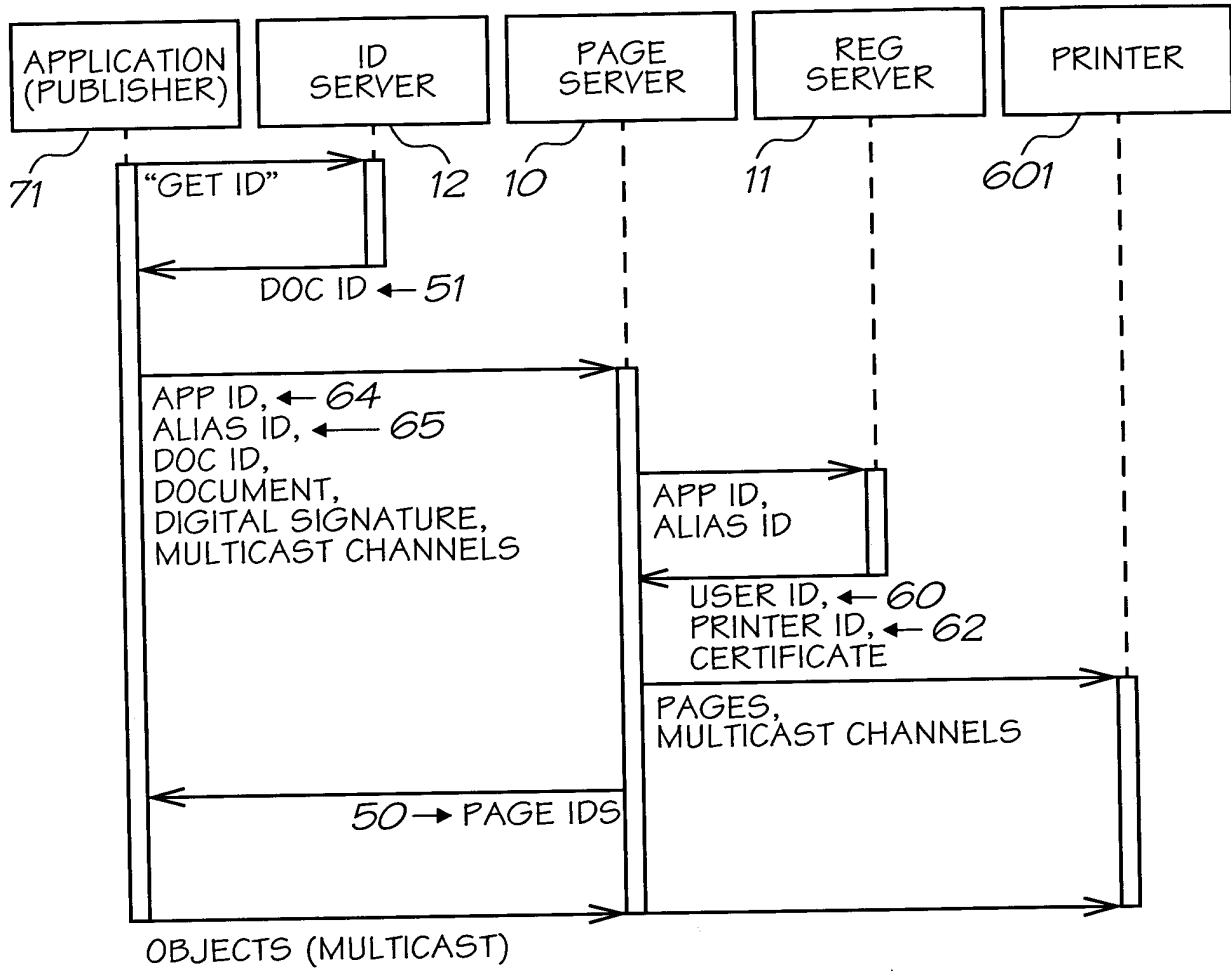 APPLICATION
(PUBLISHER)
ID
SERVER
PAGE
SERVER
REG
SERVER
PRINTER
71
12
10
11
601
“GET ID”
DOC ID ← 51
APP ID, ← 64
ALIAS ID, ← 65
DOC ID,
DOCUMENT,
DIGITAL SIGNATURE,
MULTICAST CHANNELS
APP ID,
ALIAS ID
USER ID, ← 60
PRINTER ID, ← 62
CERTIFICATE
PAGES,
MULTICAST CHANNELS
50 → PAGE IDS
OBJECTS (MULTICAST)